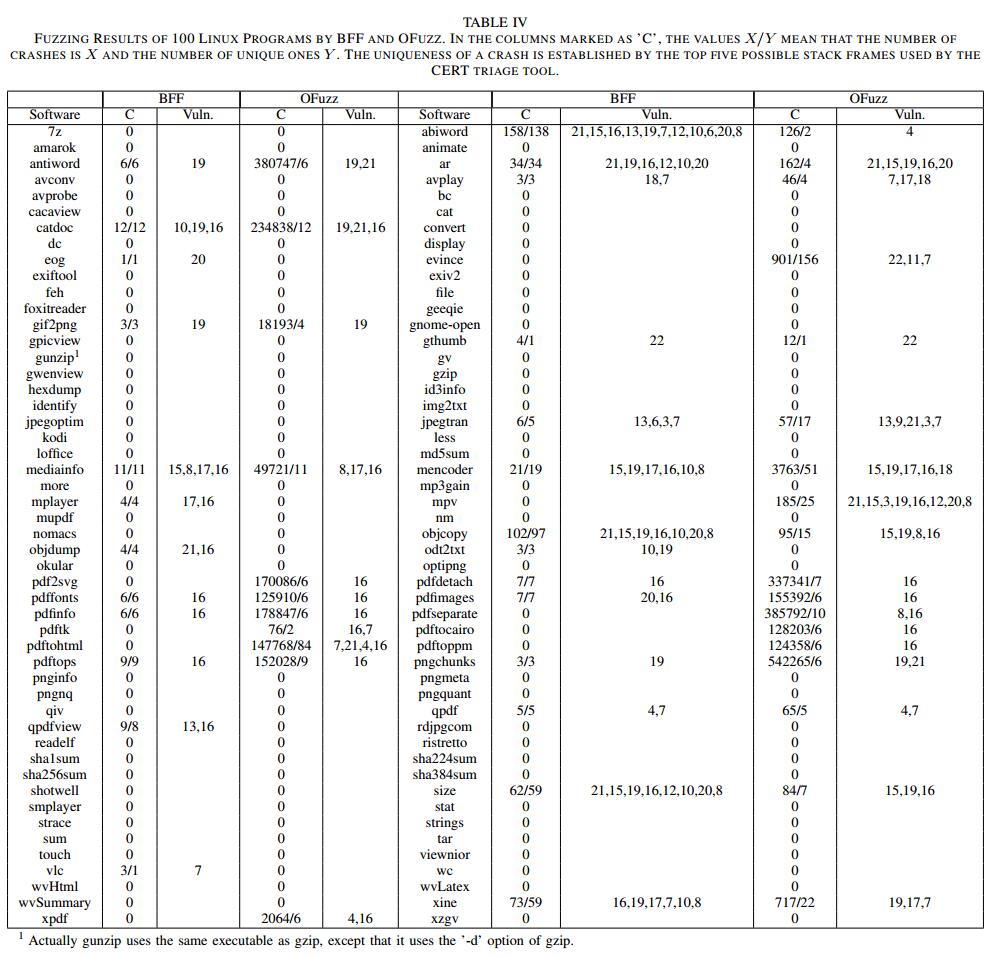 TABLE IV
FUZZING RESULTS OF 100 LINUX PROGRAMS BY BFF AND OFUZZ. IN THE COLUMNS MARKED AS 'C', THE VALUES X/Y MEAN THAT THE NUMBER OF
CRASHES IS X AND THE NUMBER OF UNIQUE ONES Y. THE UNIQUENESS OF A CRASH IS ESTABLISHED BY THE TOP FIVE POSSIBLE STACK FRAMES USED BY THE
CERT TRIAGE TOOL.
BFF OFuzz BFF OFuzz
Software C Vuln. C Vuln. Software C Vuln. C Vuln.
7z 0 0 abiword 158/138 21,15,16,13,19,7,12,10,6,20,8 126/2 4
amarok 0 0 animate 0 0
antiword 6/6 19 380747/6 19,21 ar 34/34 21,19,16,12,10,20 162/4 21,15,19,16,20
avconv 0 0 avplay 3/3 18,7 46/4 7,17,18
avprobe 0 0 bc 0 0
cacaview 0 0 cat 0 0
catdoc 12/12 10,19,16 234838/12 19,21,16 convert 0 0
dc 0 0 display 0 0
eog 1/1 20 0 evince 0 901/156 22,11,7
exiftool 0 0 exiv2 0 0
feh 0 0 file 0 0
foxitreader 0 0 geeqie 0 0
gif2png 3/3 19 18193/4 19 gnome-open 0 0
gpicview 0 0 gthumb 4/1 22 12/1 22
gunzip1 0 0 gv 0 0
gwenview 0 0 gzip 0 0
hexdump 0 0 id3info 0 0
identify 0 0 img2txt 0 0
jpegoptim 0 0 jpegtran 6/5 13,6,3,7 57/17 13,9,21,3,7
kodi 0 0 less 0 0
loffice 0 0 md5sum 0 0
mediainfo 11/11 15,8,17,16 49721/11 8,17,16 mencoder 21/19 15,19,17,16,10,8 3763/51 15,19,17,16,18
more 0 0 mp3gain 0 0
mplayer 4/4 17,16 0 mpv 0 185/25 21,15,3,19,16,12,20,8
mupdf 0 0 nm 0 0
nomacs 0 0 objcopy 102/97 21,15,19,16,10,20,8 95/15 15,19,8,16
objdump 4/4 21,16 0 odt2txt 3/3 10,19 0
okular 0 0 optipng 0 0
pdf2svg 0 170086/6 16 pdfdetach 7/7 16 337341/7 16
pdffonts 6/6 16 125910/6 16 pdfimages 7/7 20,16 155392/6 16
pdfinfo 6/6 16 178847/6 16 pdfseparate 0 385792/10 8,16
pdftk 0 76/2 16,7 pdftocairo 0 128203/6 16
pdftohtml 0 147768/84 7,21,4,16 pdftoppm 0 124358/6 16
pdftops 9/9 16 152028/9 16 pngchunks 3/3 19 542265/6 19,21
pnginfo 0 0 pngmeta 0 0
pngnq 0 0 pngquant 0 0
qiv 0 0 qpdf 5/5 4,7 65/5 4,7
qpdfview 9/8 13,16 0 rdjpgcom 0 0
readelf 0 0 ristretto 0 0
sha1sum 0 0 sha224sum 0 0
sha256sum 0 0 sha384sum 0 0
shotwell 0 0 size 62/59 21,15,19,16,12,10,20,8 84/7 15,19,16
smplayer 0 0 stat 0 0
strace 0 0 strings 0 0
sum 0 0 tar 0 0
touch 0 0 viewnior 0 0
vlc 3/1 7 0 wc 0 0
wvHtml 0 0 wvLatex 0 0
wvSummary 0 0 xine 73/59 16,19,17,7,10,8 717/22 19,17,7
xpdf 0 2064/6 4,16 xzgv 0 0
1 Actually gunzip uses the same executable as gzip, except that it uses the '-d' option of gzip.